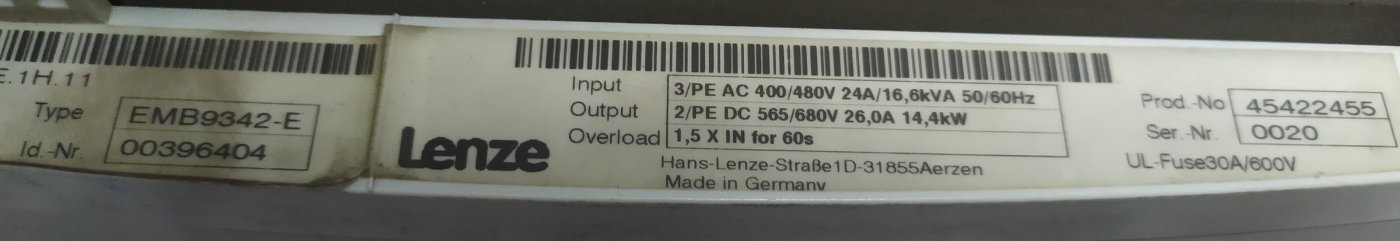 E.1H.11
Type EMB9342-E
Id.-Nr. 00396404
Lenze
Input 3/PE AC 400/480V 24A/16,6kVA 50/60Hz
Output 2/PE DC 565/680V 26,0A 14,4kW
Overload 1,5 X IN for 60s
Hans-Lenze-Straße1D-31855Aerzen
Made in Germany
Prod.-No 45422455
Ser.-Nr. 0020
UL-Fuse30A/600V